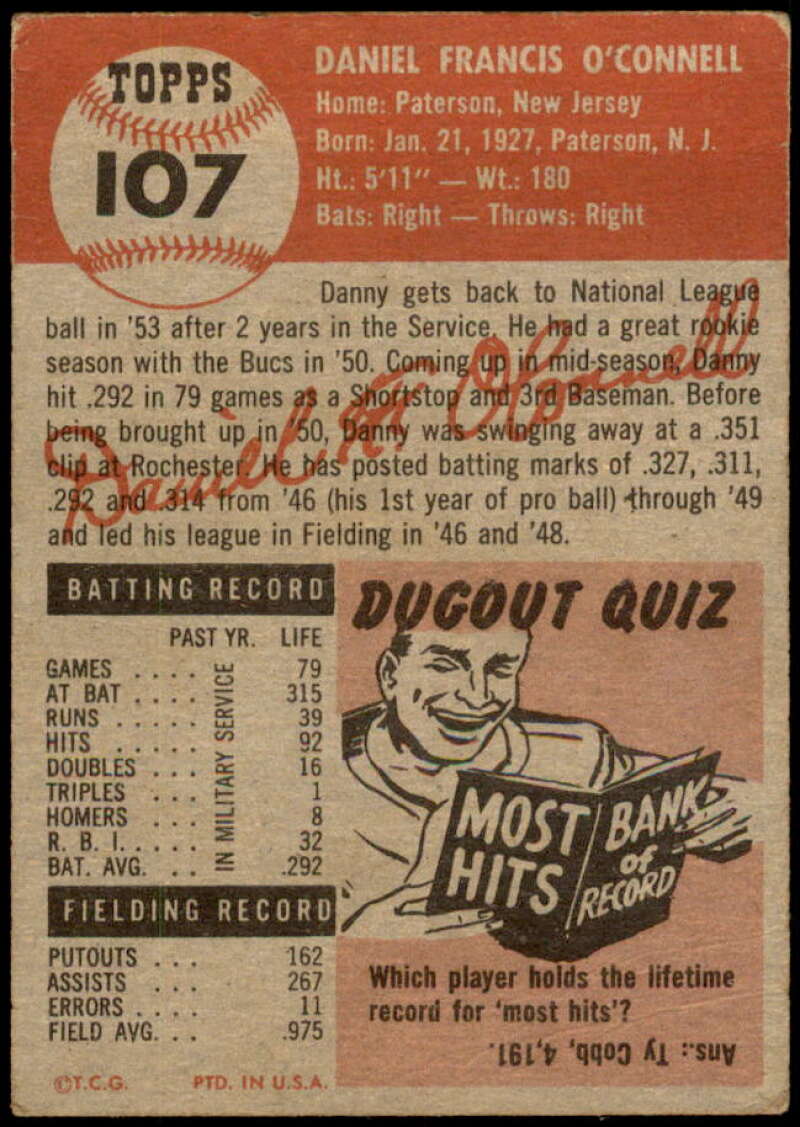 TOPPS
107
DANIEL FRANCIS O'CONNELL
Home: Paterson, New Jersey
Born: Jan. 21, 1927, Paterson, N. J.
Ht.: 5'11" — Wt.: 180
Bats: Right — Throws: Right
Danny gets back to National League
ball in '53 after 2 years in the Service. He had a great rookie
season with the Bucs in '50. Coming up in mid-season, Danny
hit .292 in 79 games as a Shortstop and 3rd Baseman. Before
being brought up in '50, Danny was swinging away at a .351
clip at Rochester. He has posted batting marks of .327, .311,
.292 and .314 from '46 (his 1st year of pro ball) through '49
and led his league in Fielding in '46 and '48.
Daniel F. O'Connell
BATTING RECORD
PAST YR. LIFE
GAMES .... 79
AT BAT .... 315
RUNS ..... 39
HITS ..... 92
DOUBLES ... 16
TRIPLES ... 1
HOMERS ... 8
R. B. I. .... 32
BAT. AVG. .. .292
IN MILITARY SERVICE
FIELDING RECORD
PUTOUTS ... 162
ASSISTS ... 267
ERRORS .... 11
FIELD AVG. .. .975
©T.C.G. PTD. IN U.S.A.
DUGOUT QUIZ
MOST
HITS
BANK
of
RECORD
Which player holds the lifetime
record for 'most hits'?
Ans.: Ty Cobb, 4,191.